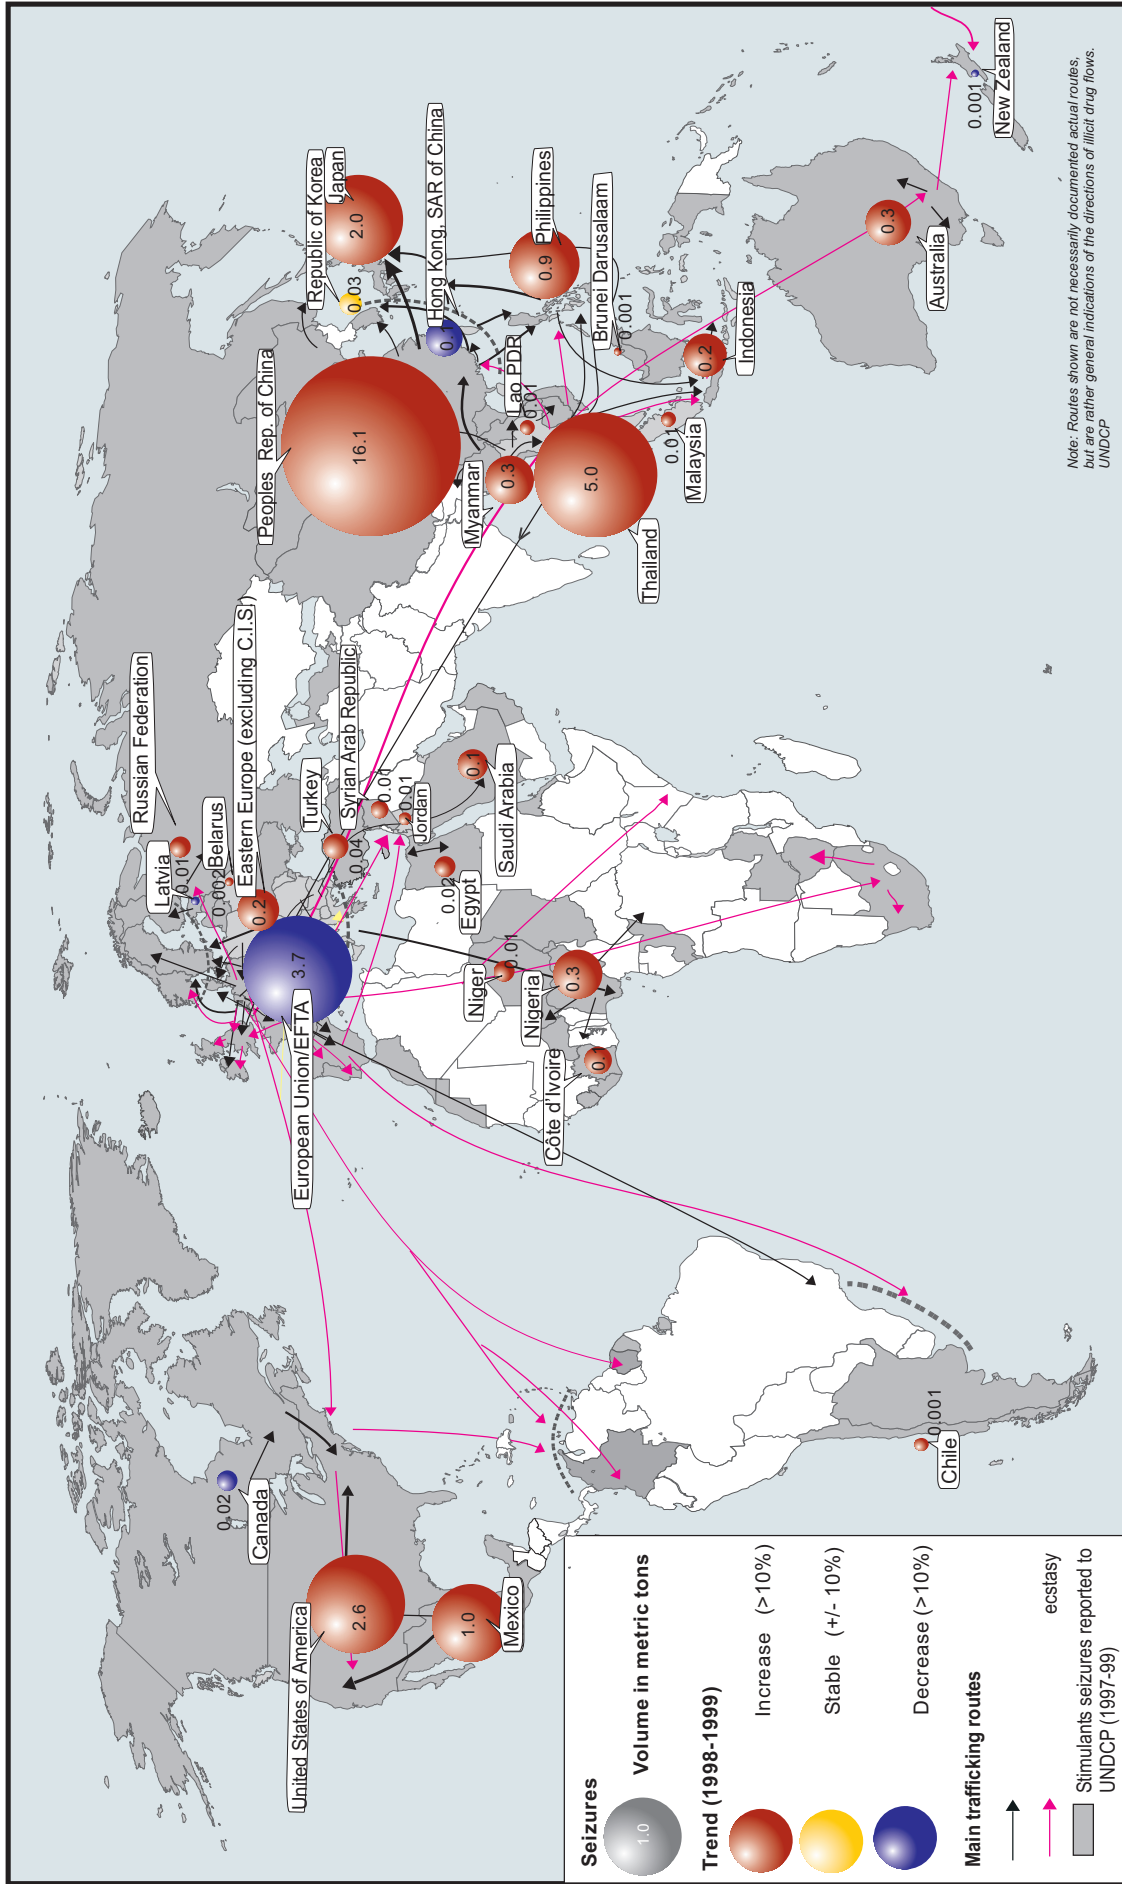 Russian Federation
Latvia
0.01
Belarus
0.002
Eastern Europe (excluding C.I.S.)
0.2
European Union/EFTA
3.7
Turkey
0.04
Syrian Arab Republic
0.01
Jordan
0.01
Saudi Arabia
0.1
Egypt
0.02
Niger
0.01
Nigeria
0.3
Côte d'Ivoire
0.1
Canada
0.02
United States of America
2.6
Mexico
1.0
Chile
0.001
Peoples Rep. of China
16.1
Republic of Korea
0.03
Japan
2.0
Hong Kong, SAR of China
0.1
Philippines
0.9
Lao PDR
0.01
Myanmar
0.3
Thailand
5.0
Brunei Darusalaam
0.001
Malaysia
0.01
Indonesia
0.2
Australia
0.3
New Zealand
0.001
Seizures
1.0
Volume in metric tons
Trend (1998-1999)
Increase (>10%)
Stable (+/- 10%)
Decrease (>10%)
Main trafficking routes
ecstasy
Stimulants seizures reported to
UNDCP (1997-99)
Note: Routes shown are not necessarily documented actual routes,
but are rather general indications of the directions of illicit drug flows.
UNDCP